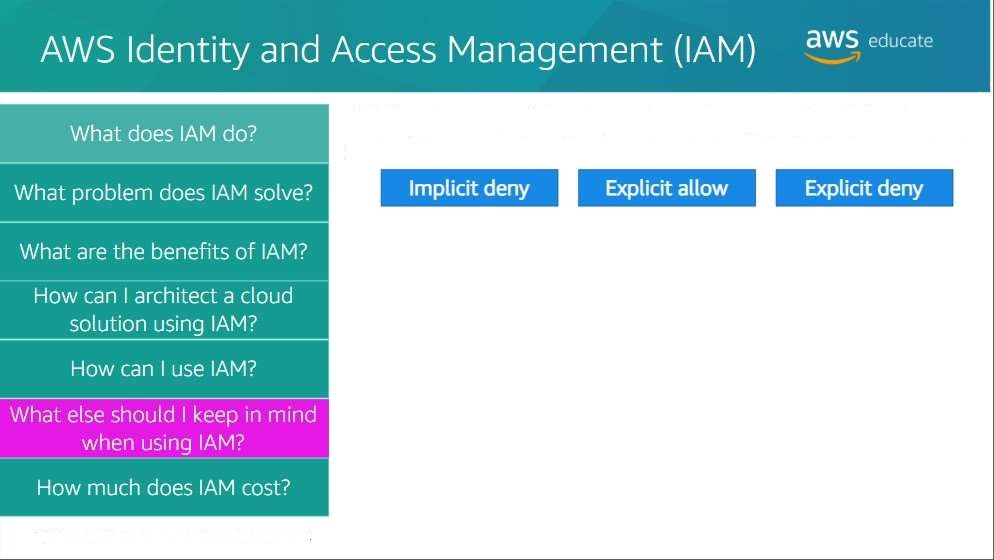 AWS Identity and Access Management (IAM)
aws educate
What does IAM do?
What problem does IAM solve?
What are the benefits of IAM?
How can I architect a cloud
solution using IAM?
How can I use IAM?
What else should I keep in mind
when using IAM?
How much does IAM cost?
Implicit deny
Explicit allow
Explicit deny